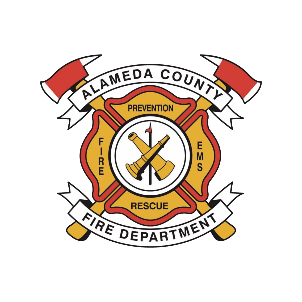 ALAMEDA COUNTY
PREVENTION
FIRE
EMS
RESCUE
FIRE DEPARTMENT